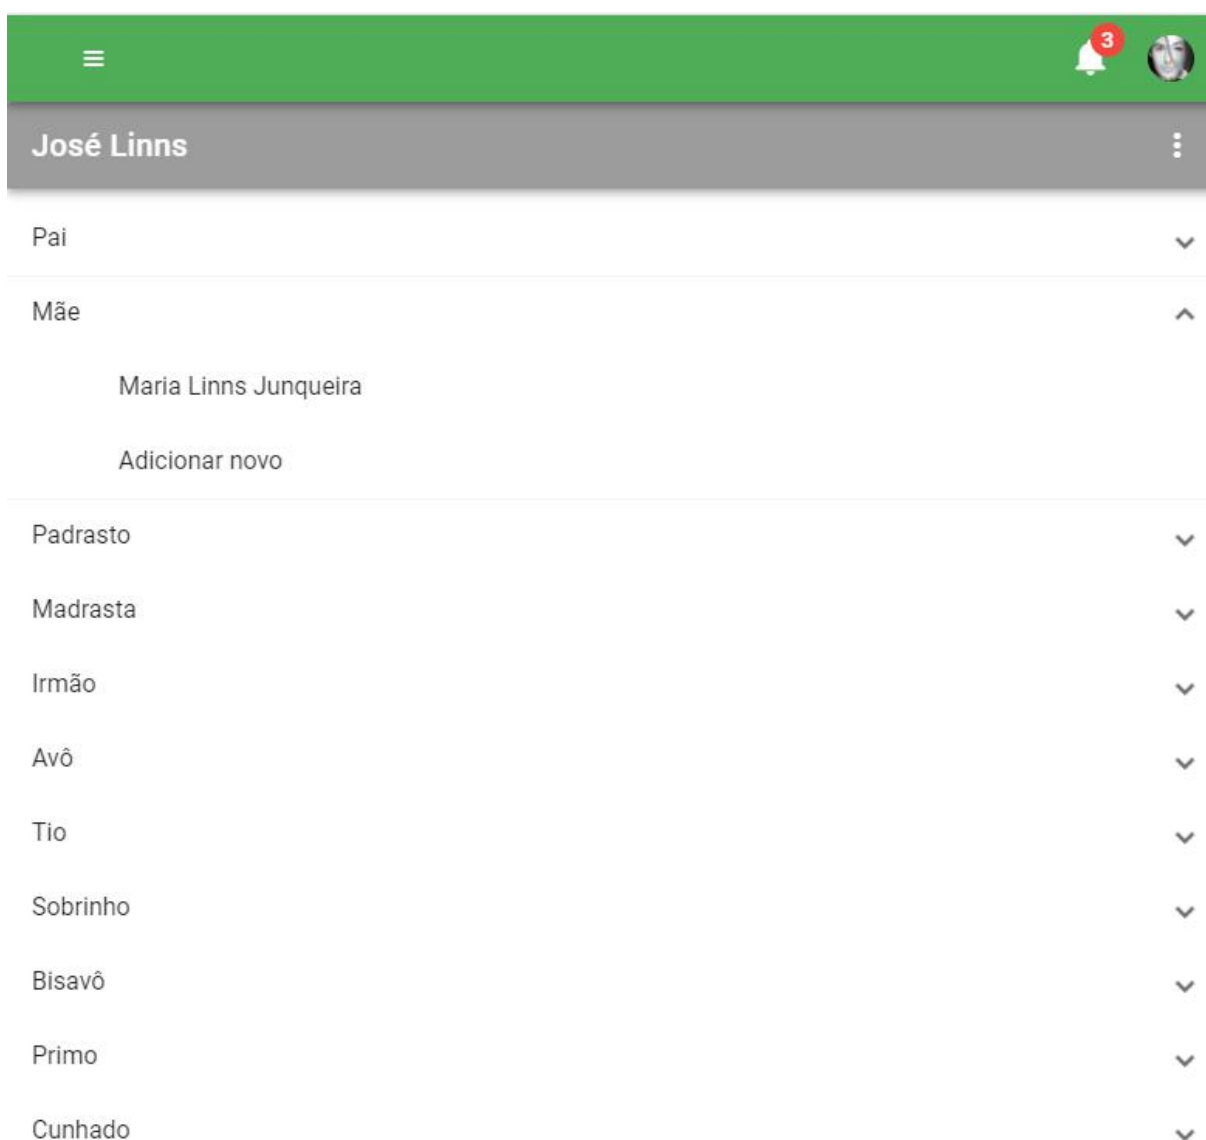 3
José Linns
Pai
Mãe
Maria Linns Junqueira
Adicionar novo
Padrasto
Madrasta
Irmão
Avô
Tio
Sobrinho
Bisavô
Primo
Cunhado